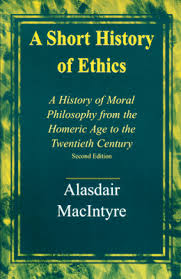 A Short History
of Ethics
A History of Moral
Philosophy from the
Homeric Age to the
Twentieth Century
Second Edition
Alasdair
MacIntyre